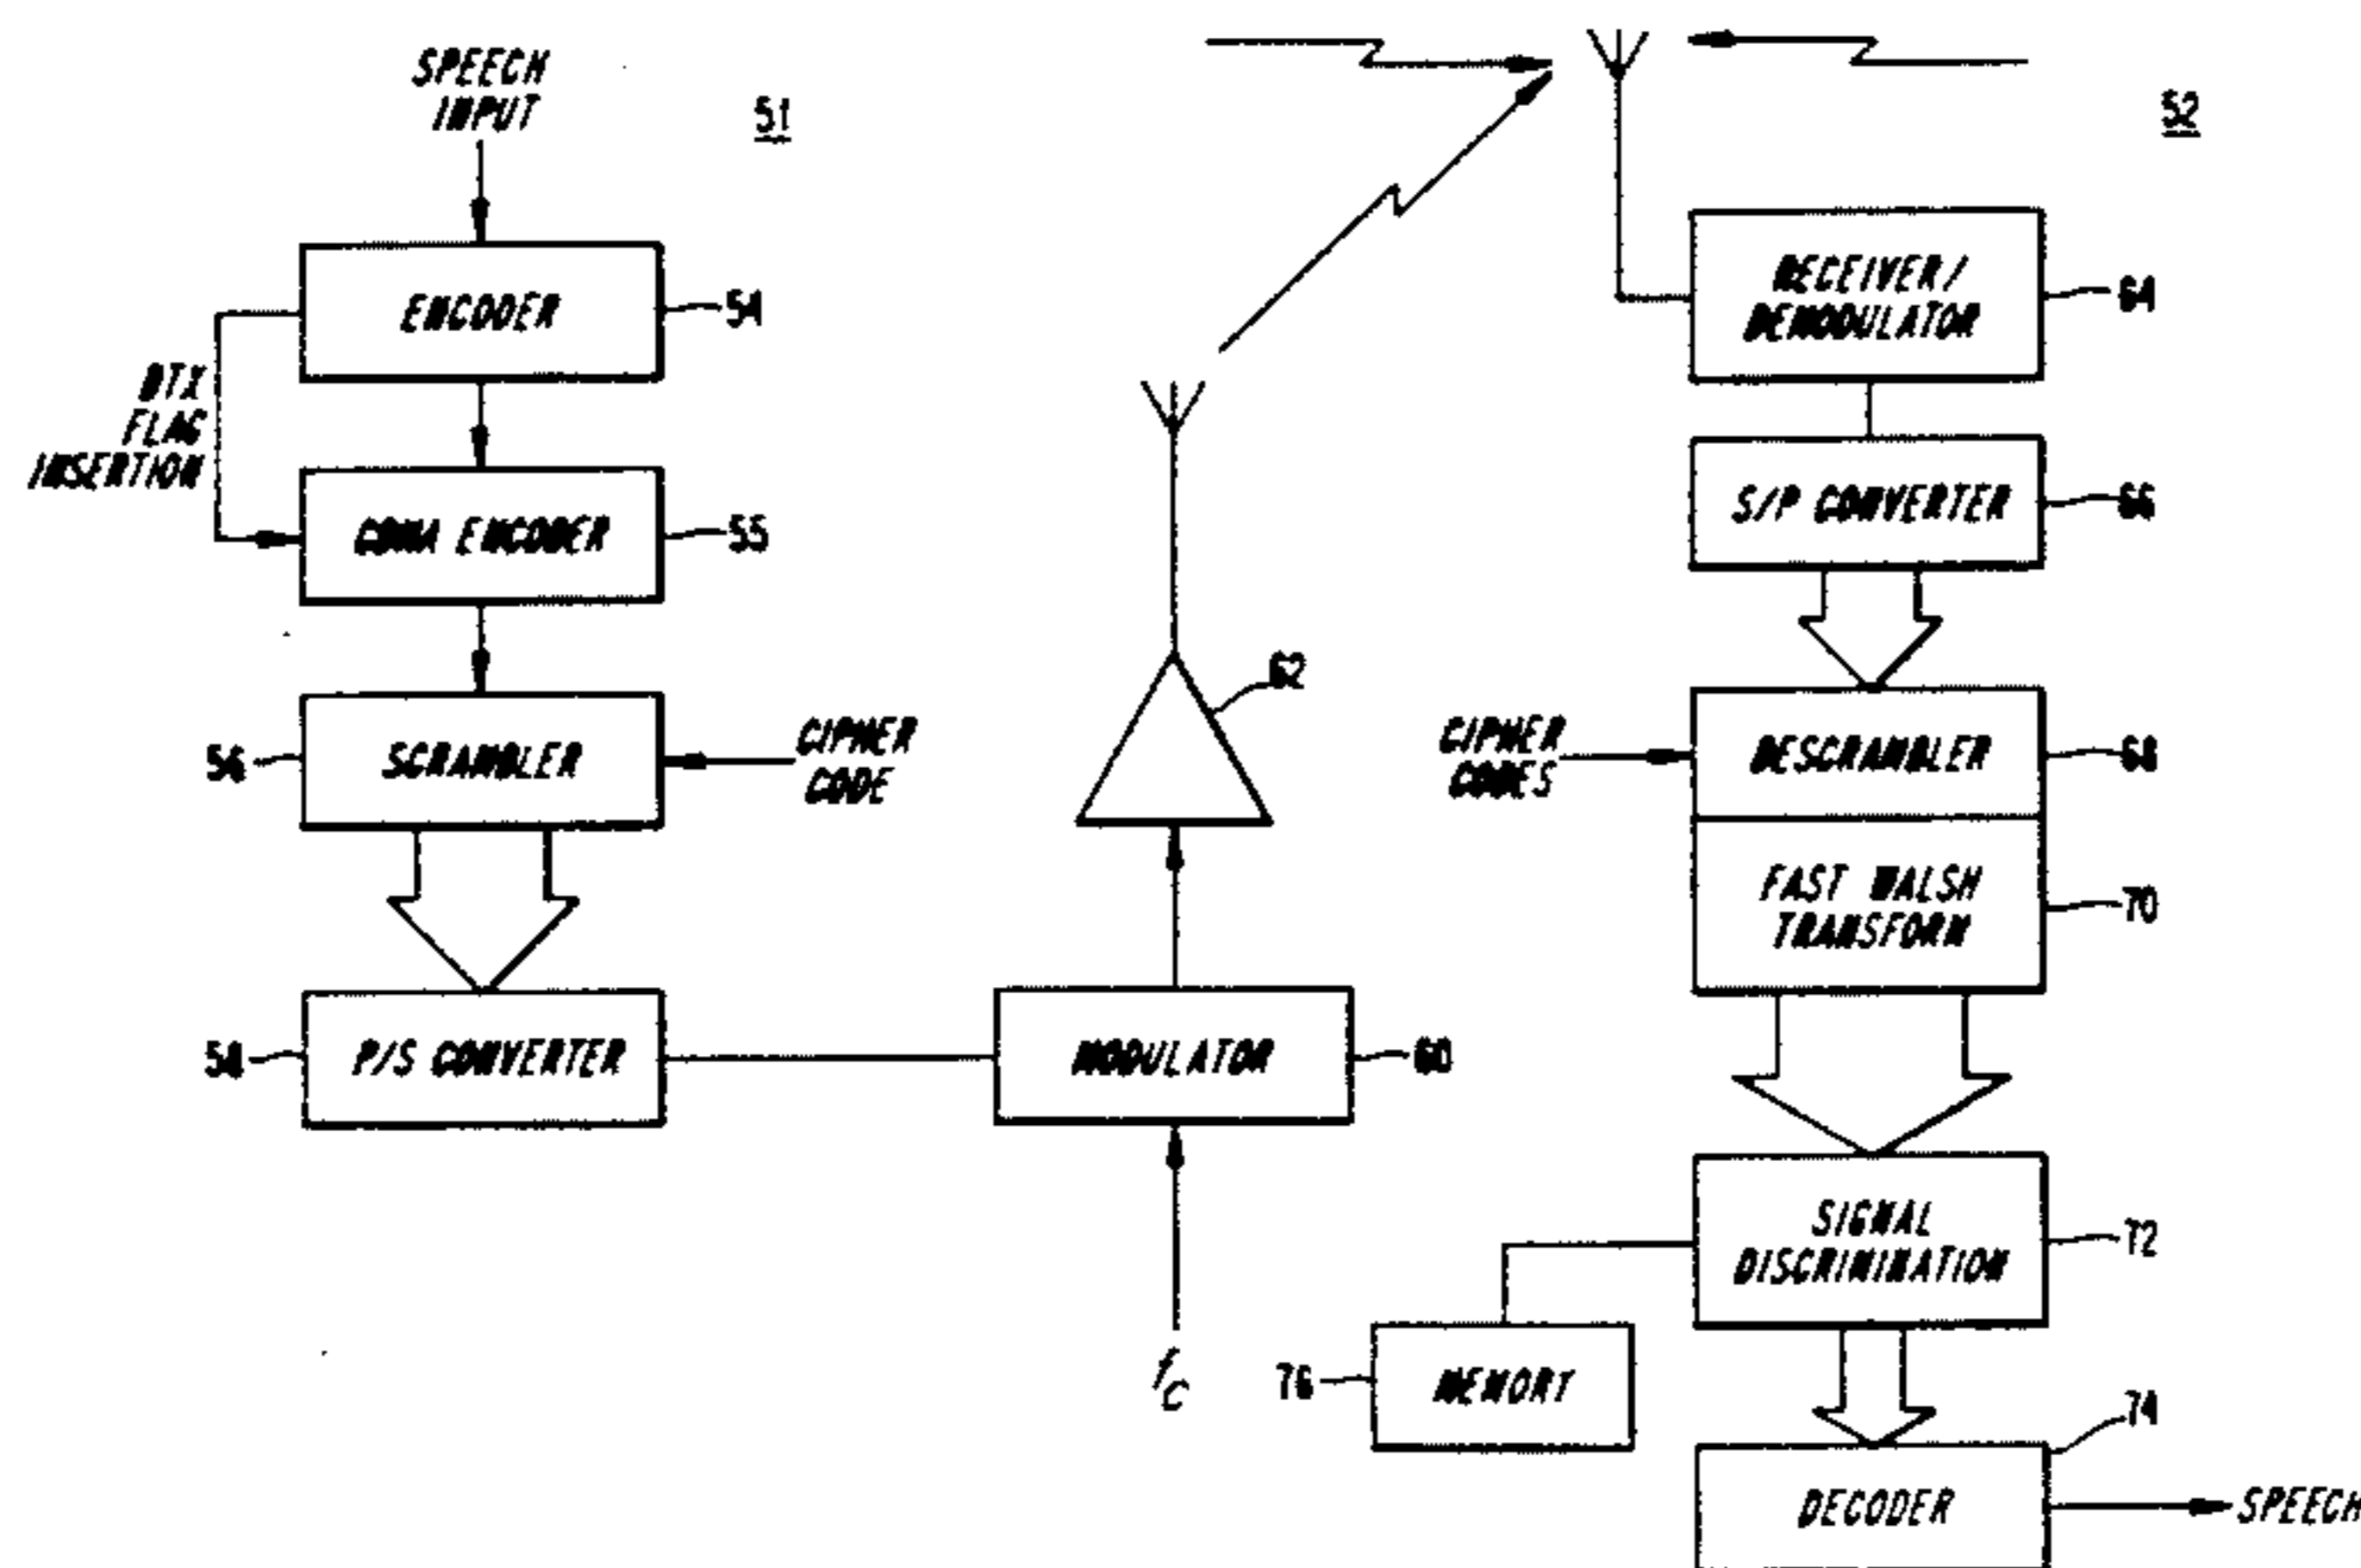 SPEECH
INPUT
51
52
ENCODER
54
DTX
FLAG
INSERTION
CDMA ENCODER
55
56
SCRAMBLER
CIPHER
CODE
58
P/S CONVERTER
MODULATOR
60
62
fC
RECEIVER/
DEMODULATOR
64
S/P CONVERTER
66
CIPHER
CODES
DESCRAMBLER
68
FAST WALSH
TRANSFORM
70
SIGNAL
DISCRIMINATION
72
76
MEMORY
74
DECODER
SPEECH